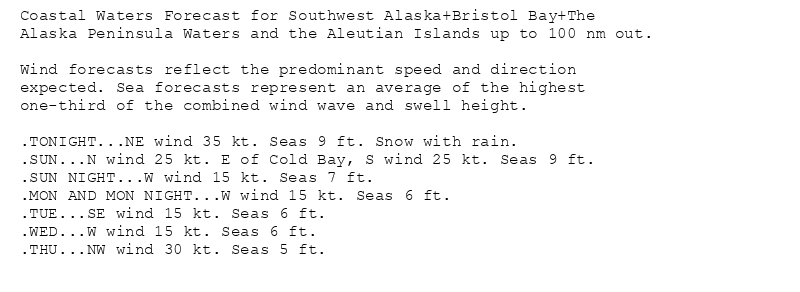 Coastal Waters Forecast for Southwest Alaska+Bristol Bay+The
Alaska Peninsula Waters and the Aleutian Islands up to 100 nm out.
Wind forecasts reflect the predominant speed and direction
expected. Sea forecasts represent an average of the highest
one-third of the combined wind wave and swell height.
.TONIGHT...NE wind 35 kt. Seas 9 ft. Snow with rain.
.SUN...N wind 25 kt. E of Cold Bay, S wind 25 kt. Seas 9 ft.
.SUN NIGHT...W wind 15 kt. Seas 7 ft.
.MON AND MON NIGHT...W wind 15 kt. Seas 6 ft.
.TUE...SE wind 15 kt. Seas 6 ft.
.WED...W wind 15 kt. Seas 6 ft.
.THU...NW wind 30 kt. Seas 5 ft.